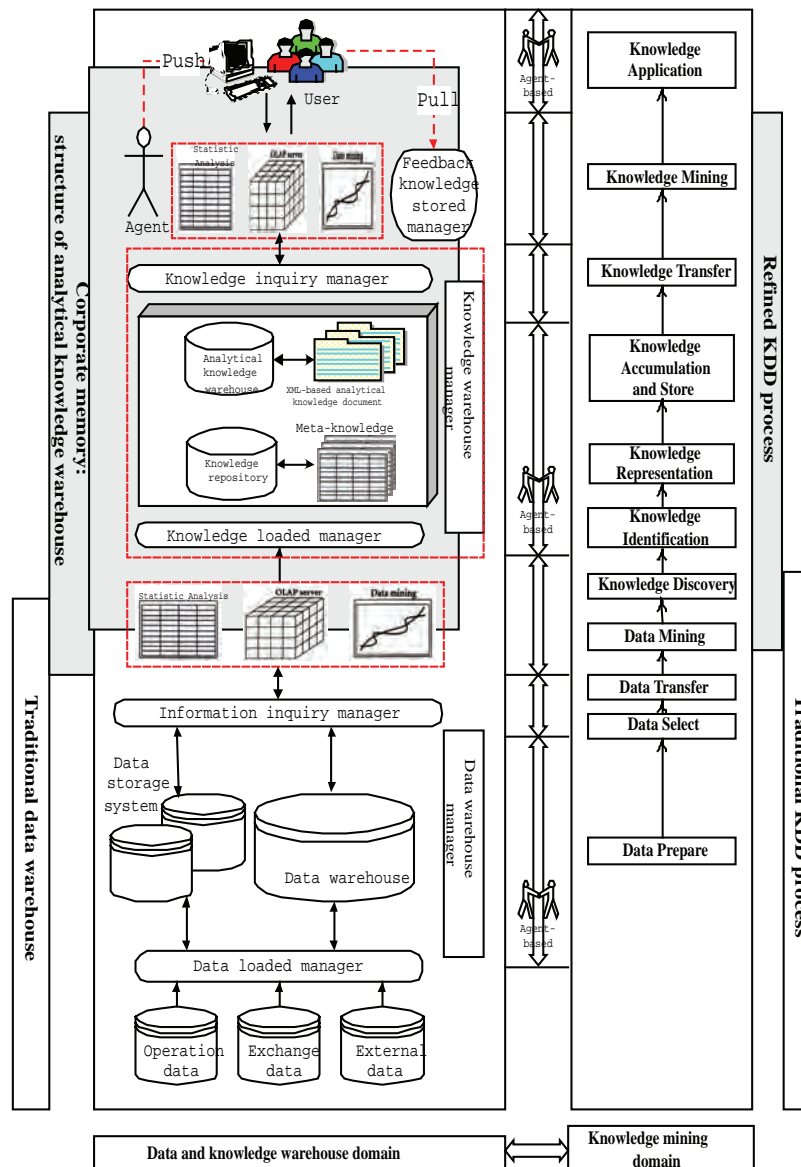 Push
User
Pull
Agent
Statistic
Analysis
OLAP server
Data mining
Feedback
knowledge
stored
manager
Knowledge inquiry manager
Analytical
knowledge
warehouse
XML-based analytical
knowledge document
Meta-knowledge
Knowledge
repository
Knowledge loaded manager
Knowledge warehouse
manager
Statistic Analysis
OLAP server
Data mining
Information inquiry manager
Data
storage
system
Data warehouse
Data warehouse
manager
Data loaded manager
Operation
data
Exchange
data
External
data
Corporate memory:
structure of analytical knowledge warehouse
Traditional data warehouse
Agent-
based
Agent-
based
Agent-
based
Knowledge
Application
Knowledge Mining
Knowledge Transfer
Knowledge
Accumulation
and Store
Knowledge
Representation
Knowledge
Identification
Knowledge Discovery
Data Mining
Data Transfer
Data Select
Data Prepare
Refined KDD process
Traditional KDD process
Data and knowledge warehouse domain
Knowledge mining
domain